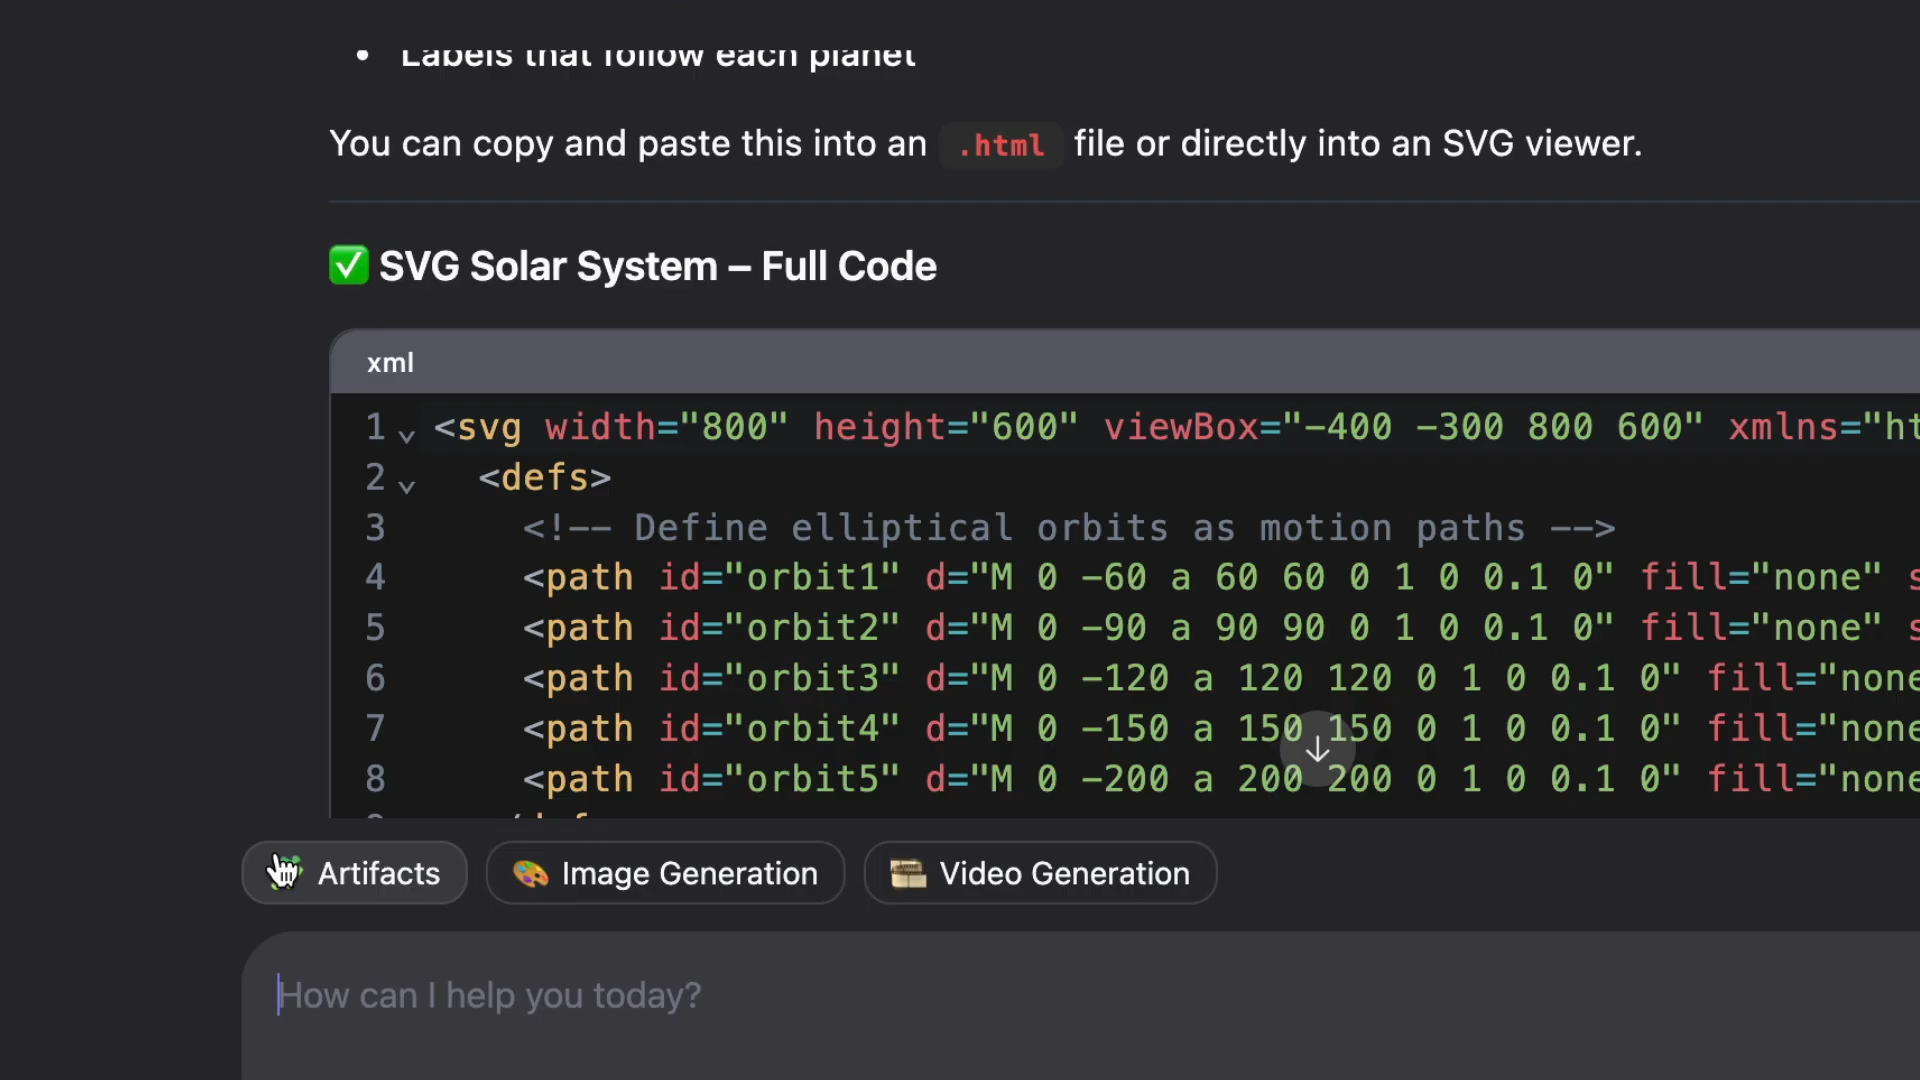 • Labels that follow each planet
You can copy and paste this into an .html file or directly into an SVG viewer.
✅ SVG Solar System – Full Code
xml
1 <svg width="800" height="600" viewBox="-400 -300 800 600" xmlns="ht
2 <defs>
3 <!-- Define elliptical orbits as motion paths -->
4 <path id="orbit1" d="M 0 -60 a 60 60 0 1 0 0.1 0" fill="none" s
5 <path id="orbit2" d="M 0 -90 a 90 90 0 1 0 0.1 0" fill="none" s
6 <path id="orbit3" d="M 0 -120 a 120 120 0 1 0 0.1 0" fill="none
7 <path id="orbit4" d="M 0 -150 a 150 150 0 1 0 0.1 0" fill="none
8 <path id="orbit5" d="M 0 -200 a 200 200 0 1 0 0.1 0" fill="none
Artifacts Image Generation Video Generation
How can I help you today?